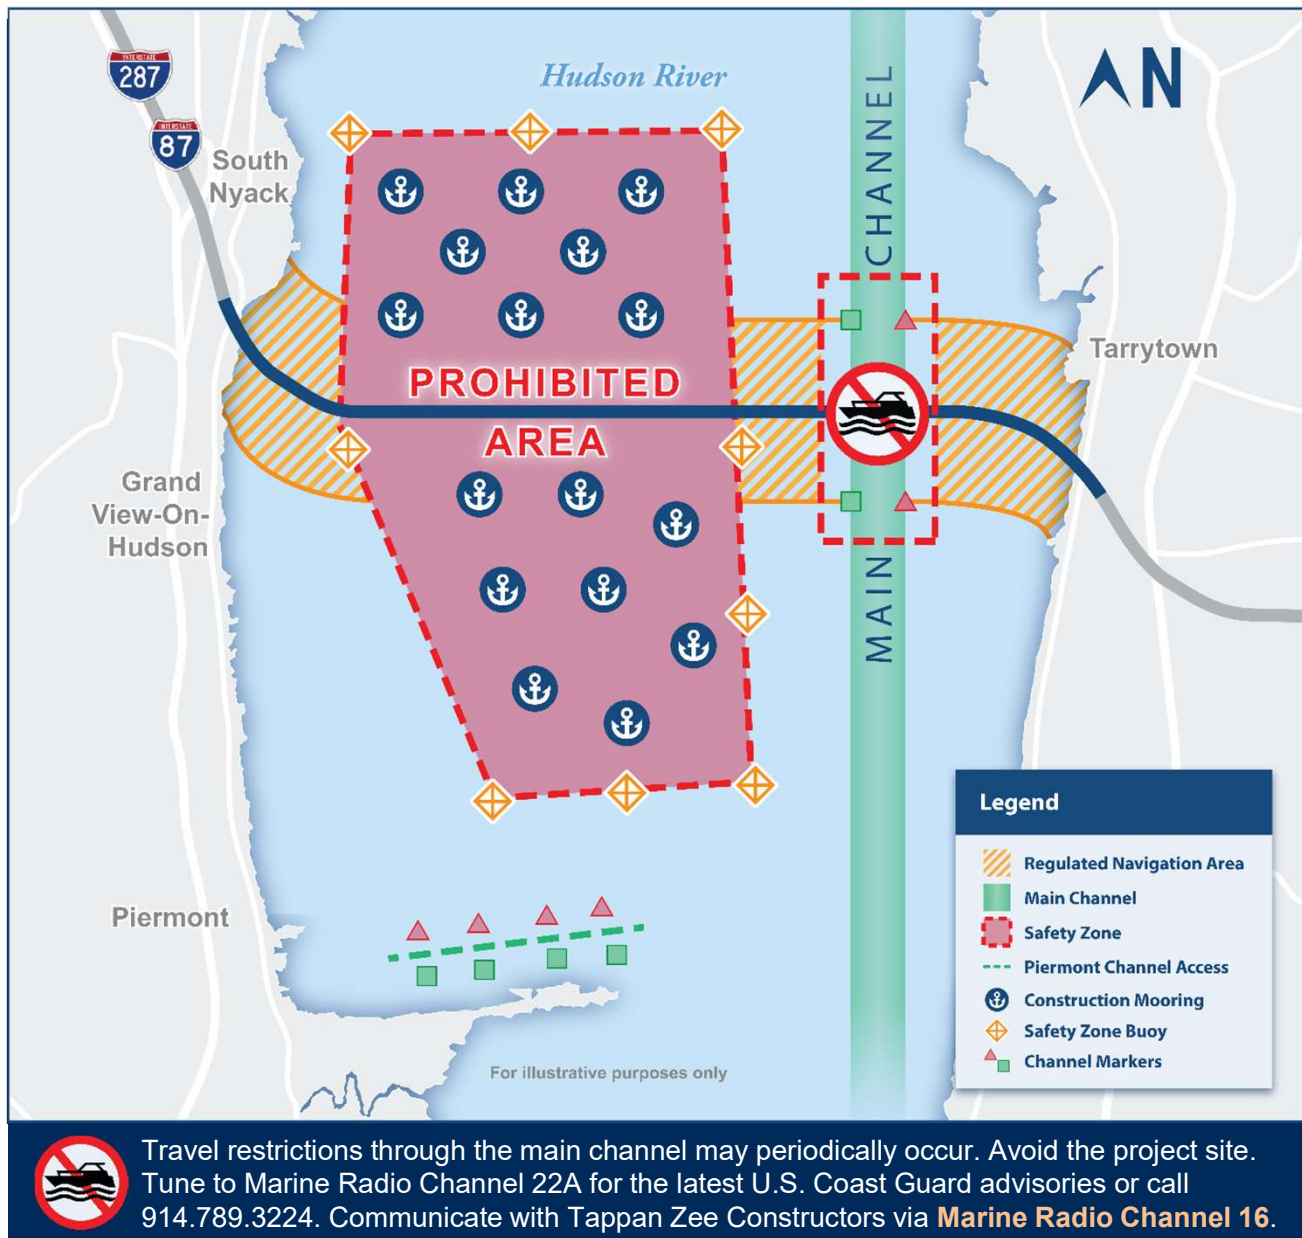 INTERSTATE
287
INTERSTATE
87
Hudson River
N
South
Nyack
CHANNEL
PROHIBITED
AREA
Tarrytown
Grand
View-On-
Hudson
MAIN
Piermont
Legend
Regulated Navigation Area
Main Channel
Safety Zone
Piermont Channel Access
Construction Mooring
Safety Zone Buoy
Channel Markers
For illustrative purposes only
Travel restrictions through the main channel may periodically occur. Avoid the project site.
Tune to Marine Radio Channel 22A for the latest U.S. Coast Guard advisories or call
914.789.3224. Communicate with Tappan Zee Constructors via Marine Radio Channel 16.